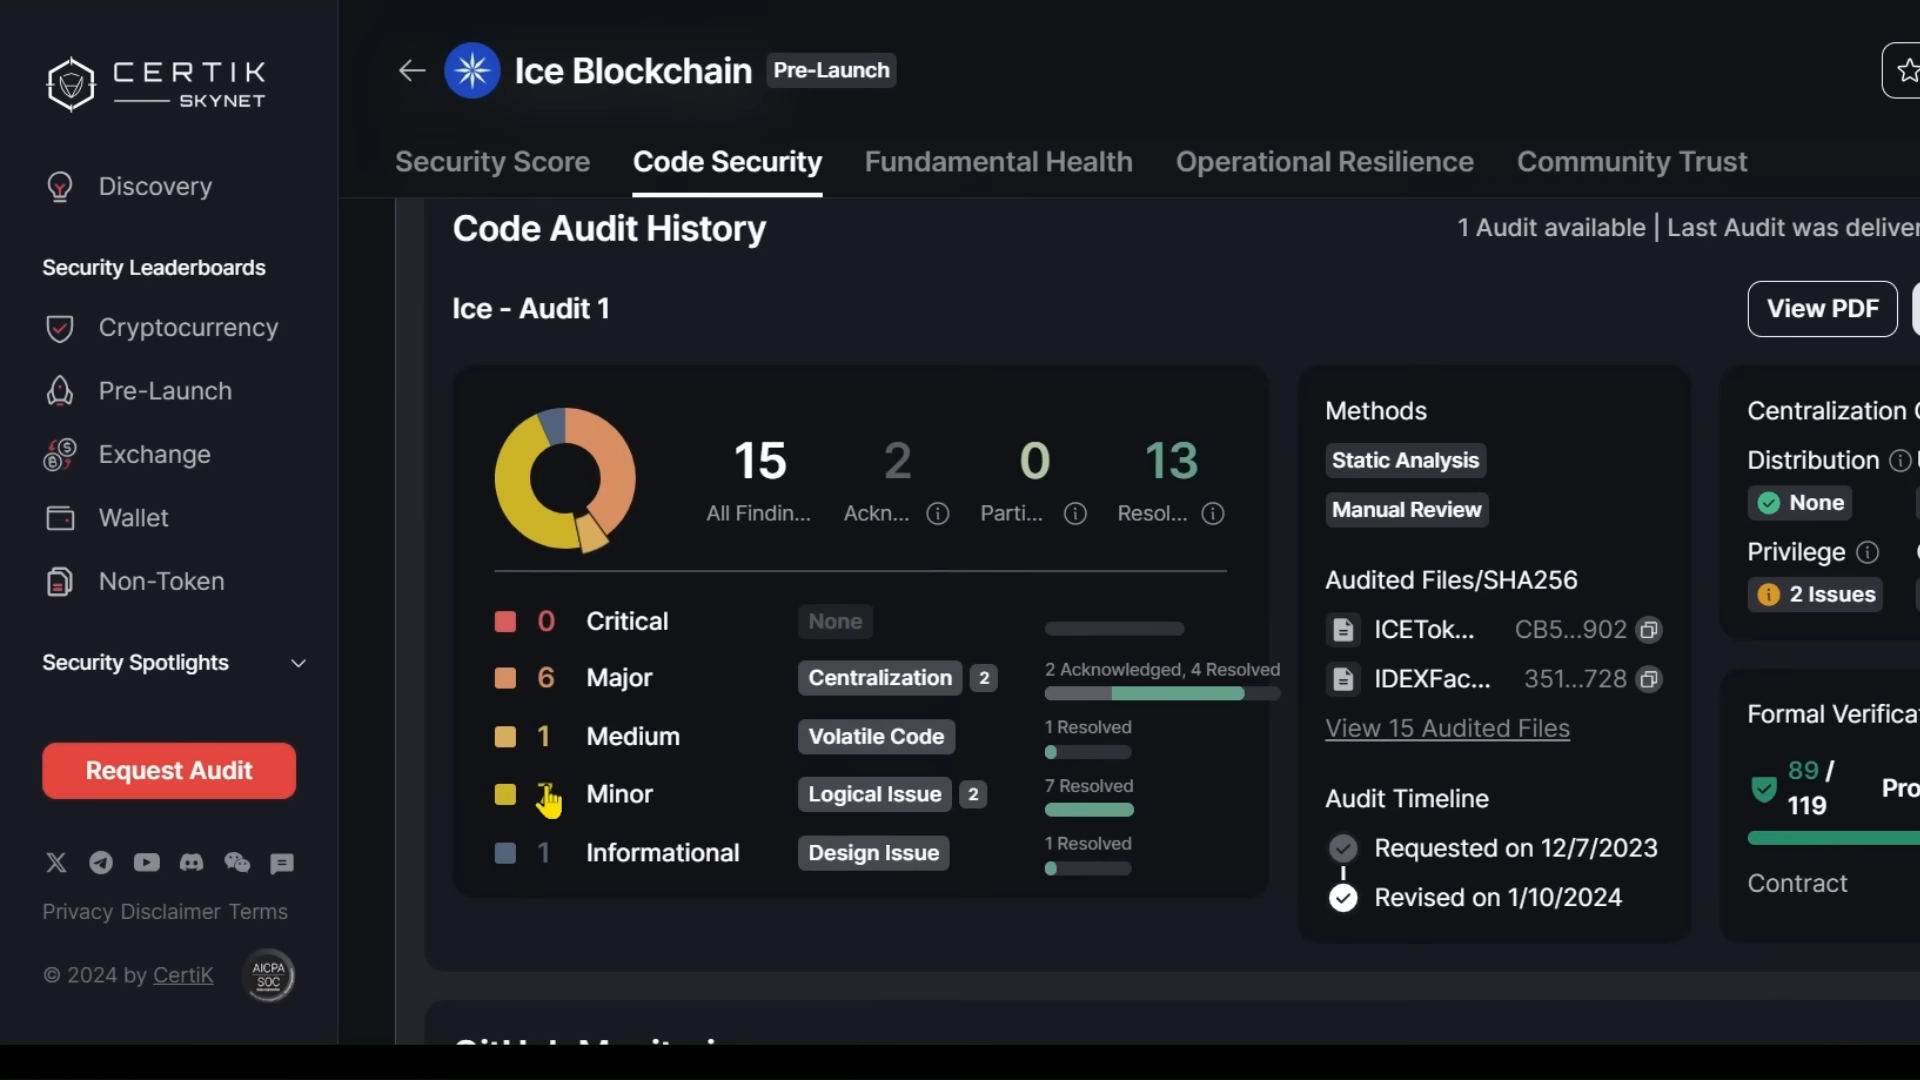 CERTIK
SKYNET
Discovery
Security Leaderboards
Cryptocurrency
Pre-Launch
Exchange
Wallet
Non-Token
Security Spotlights
Request Audit
Privacy Disclaimer Terms
© 2024 by CertiK
AICPA
SOC
Ice Blockchain Pre-Launch
Security Score Code Security Fundamental Health Operational Resilience Community Trust
Code Audit History
1 Audit available | Last Audit was deliver
Ice - Audit 1
View PDF
15 2 0 13
All Findin... Ackn... Parti... Resol...
0 Critical None
6 Major Centralization 2 2 Acknowledged, 4 Resolved
1 Medium Volatile Code 1 Resolved
Minor Logical Issue 2 7 Resolved
1 Informational Design Issue 1 Resolved
Methods
Static Analysis
Manual Review
Audited Files/SHA256
ICETok... CB5...902
IDEXFac... 351...728
View 15 Audited Files
Audit Timeline
Requested on 12/7/2023
Revised on 1/10/2024
Centralization
Distribution
None
Privilege
2 Issues
Formal Verificat
89 /
119
Pro
Contract